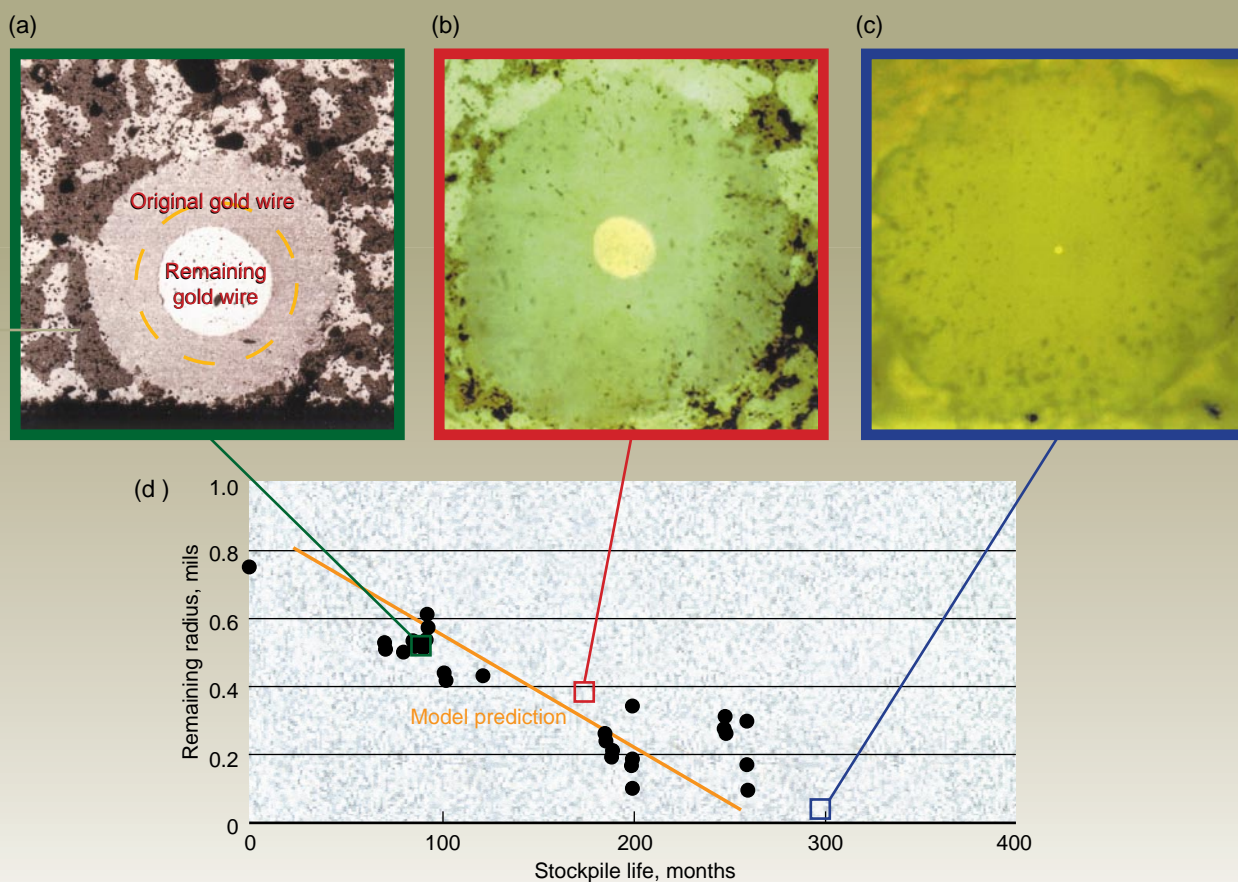 (a)
(b)
(c)
Original gold wire
Remaining
gold wire
(d )
1.0
0.8
0.6
0.4
0.2
0
Remaining radius, mils
Model prediction
0
100
200
300
400
Stockpile life, months